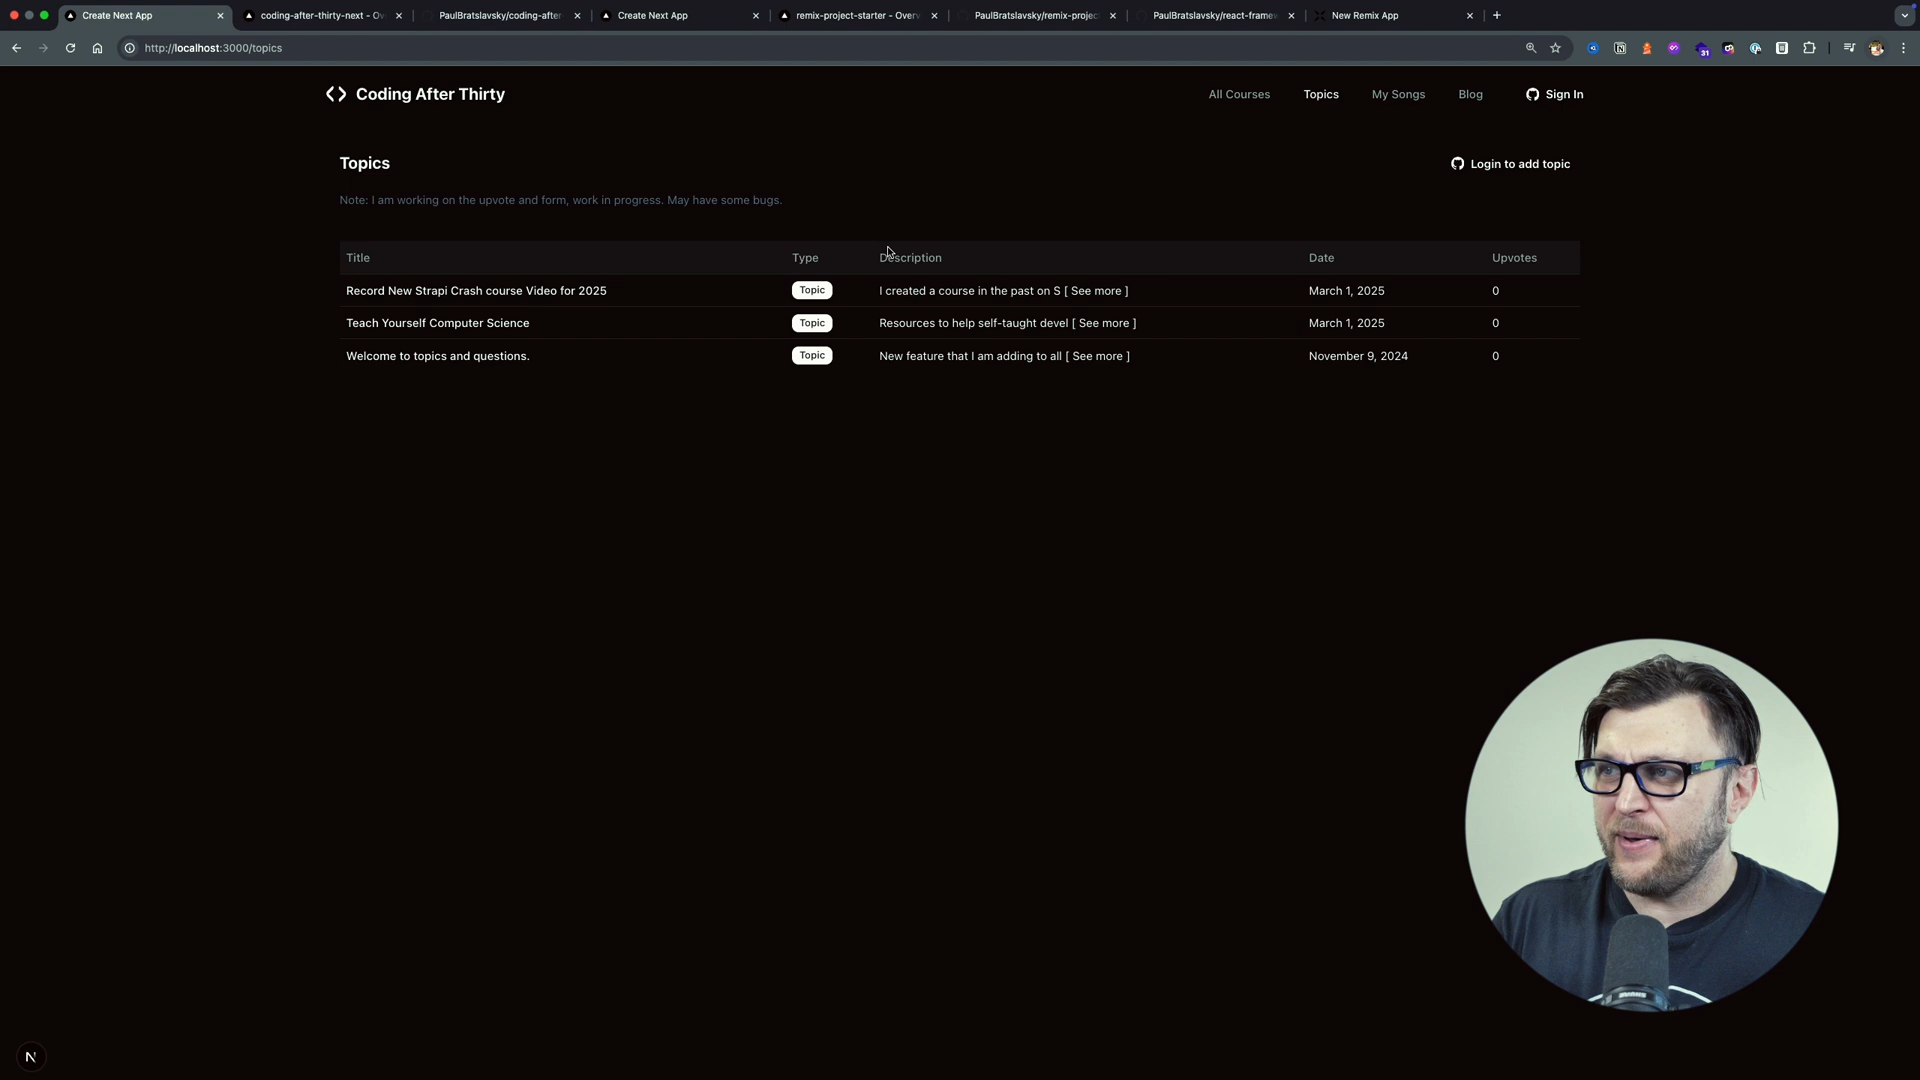 Create Next App
coding-after-thirty-next - Ov
PaulBratslavsky/coding-after
Create Next App
remix-project-starter - Overv
PaulBratslavsky/remix-projec
PaulBratslavsky/react-framew
New Remix App
http://localhost:3000/topics
31
Coding After Thirty
All Courses
Topics
My Songs
Blog
Sign In
Topics
Login to add topic
Note: I am working on the upvote and form, work in progress. May have some bugs.
Title Type Description Date Upvotes
Record New Strapi Crash course Video for 2025 Topic I created a course in the past on S [ See more ] March 1, 2025 0
Teach Yourself Computer Science Topic Resources to help self-taught devel [ See more ] March 1, 2025 0
Welcome to topics and questions. Topic New feature that I am adding to all [ See more ] November 9, 2024 0
N